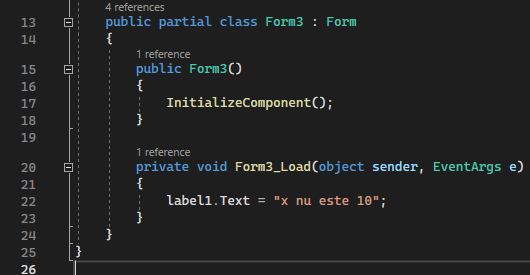 4 references
13 public partial class Form3 : Form
14 {
1 reference
15 public Form3()
16 {
17 InitializeComponent();
18 }
19
1 reference
20 private void Form3_Load(object sender, EventArgs e)
21 {
22 label1.Text = "x nu este 10";
23 }
24 }
25 }
26